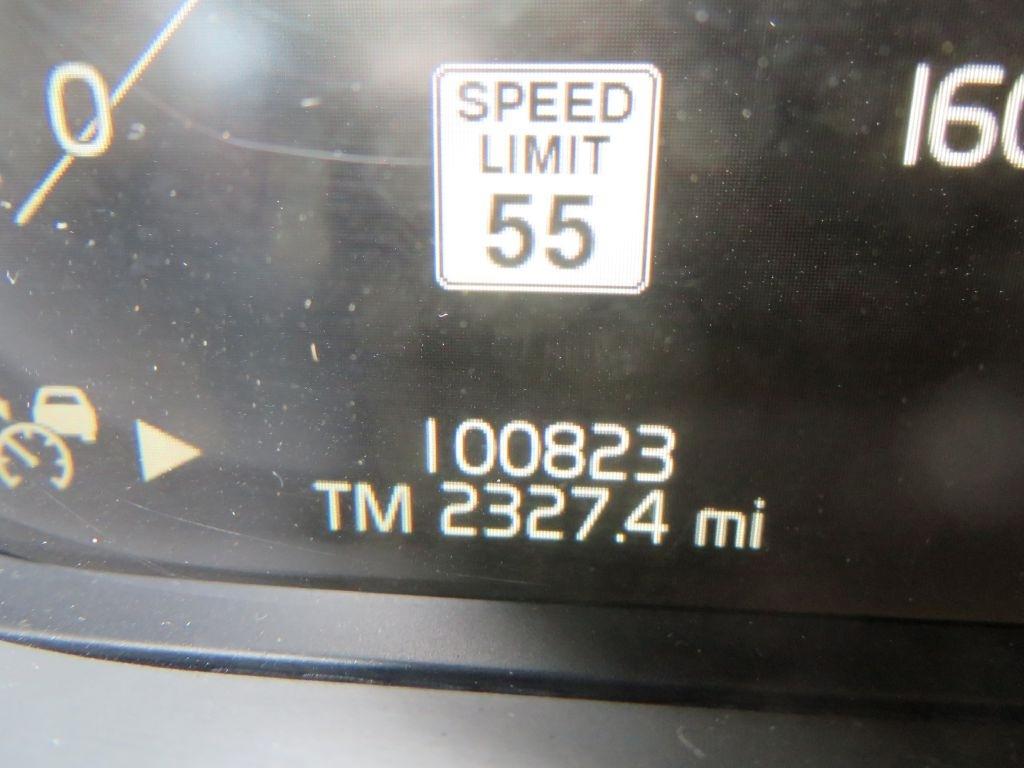 0
SPEED
LIMIT
55
160
100823
TM 2327.4 mi